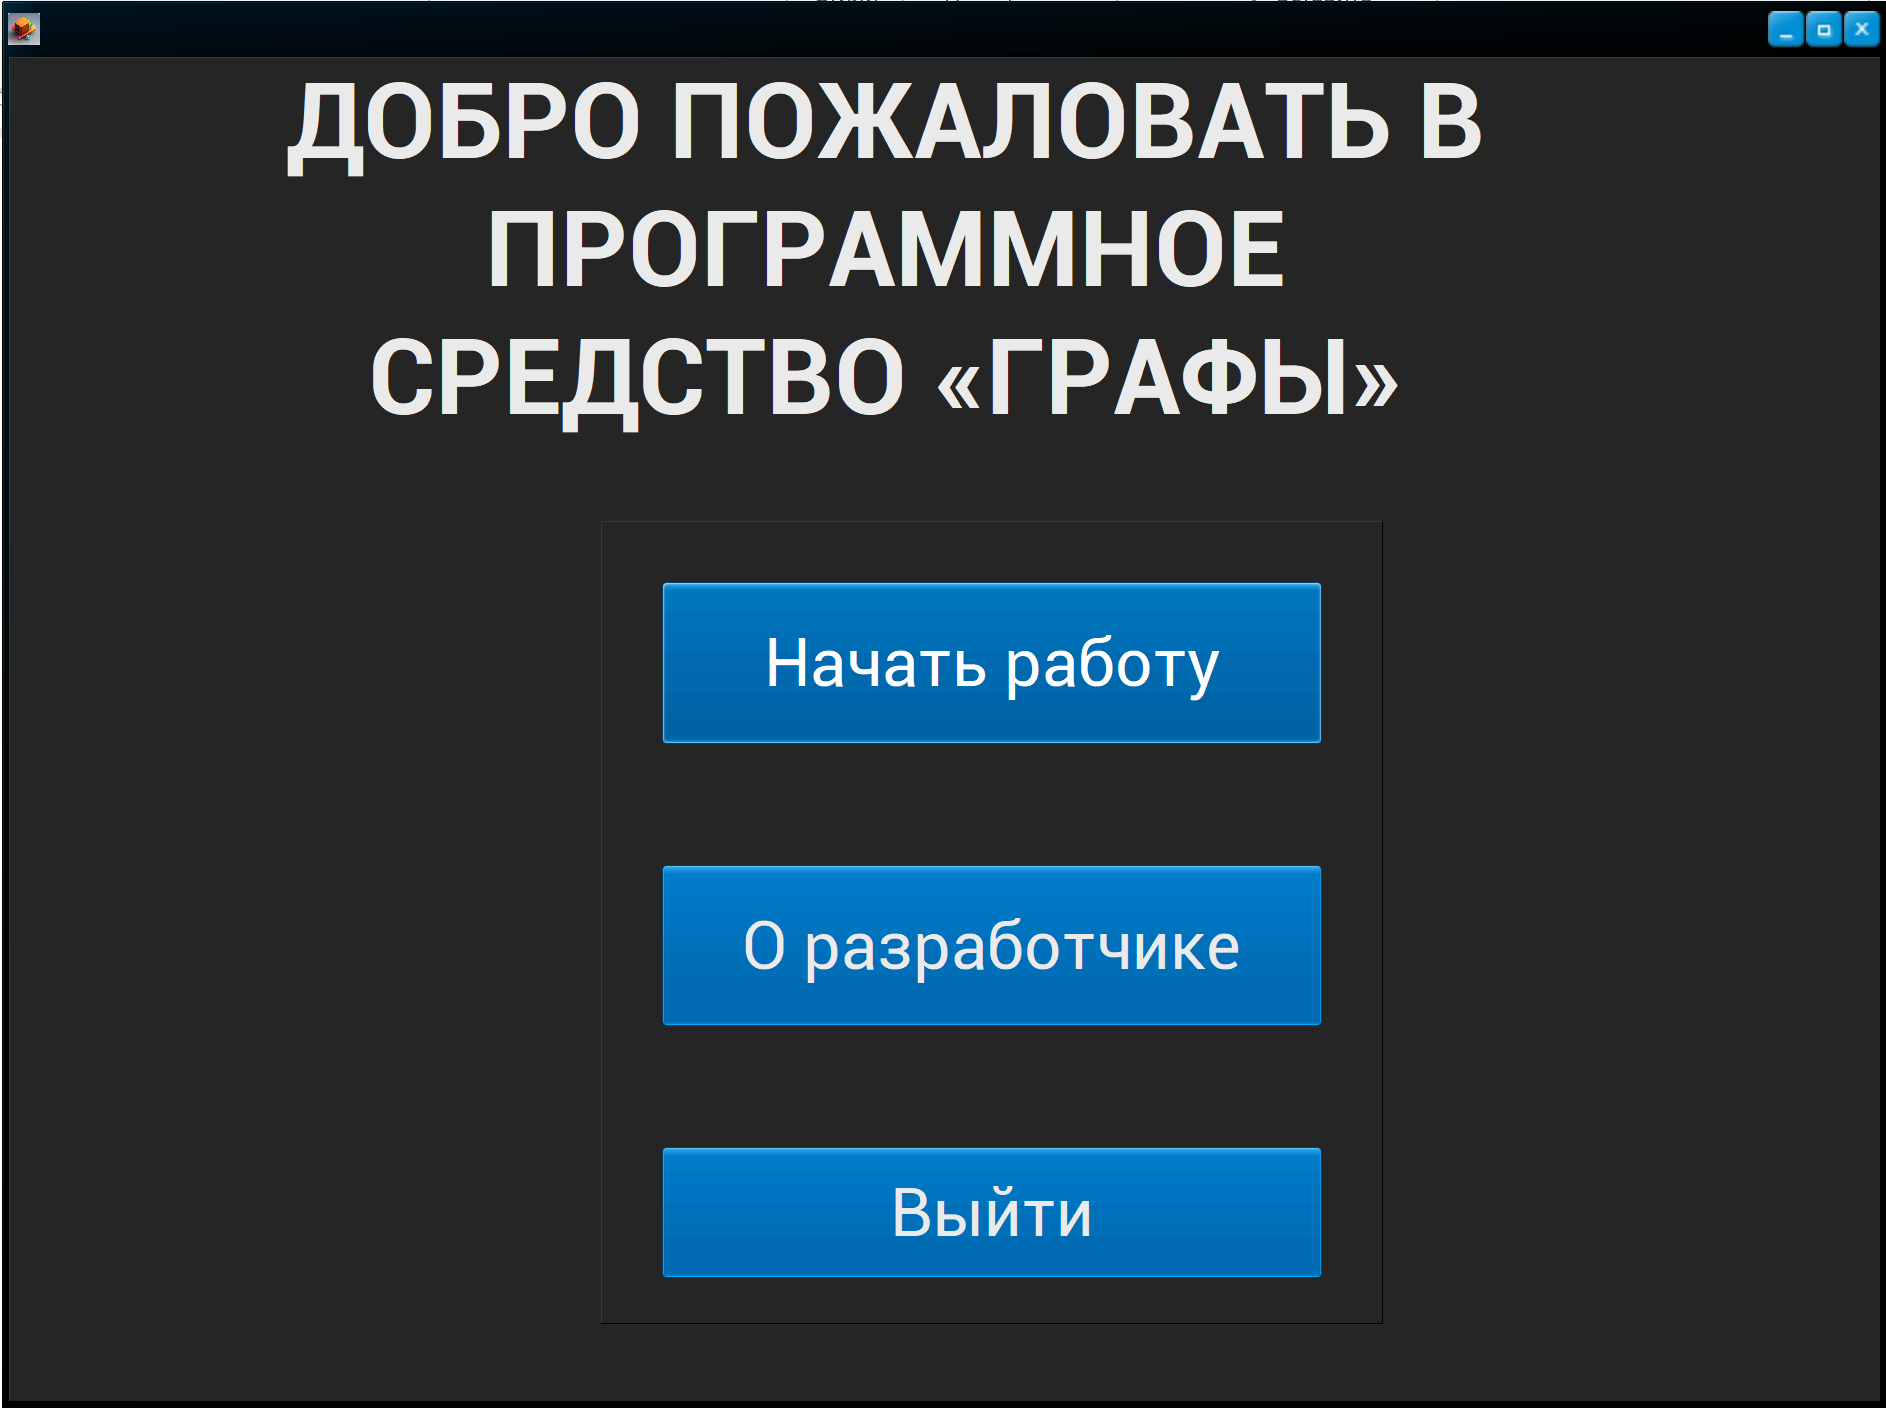 ДОБРО ПОЖАЛОВАТЬ В
ПРОГРАММНОЕ
СРЕДСТВО «ГРАФЫ»
Начать работу
О разработчике
Выйти